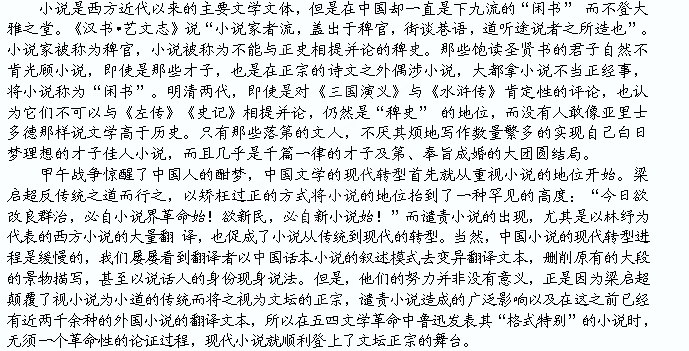 小说是西方近代以来的主要文学文体，但是在中国却一直是下九流的“闲书” 而不登大
雅之堂。《汉书·艺文志》说“小说家者流，盖出于稗官，街谈巷语，道听途说者之所造也”。
小说家被称为稗官，小说被称为不能与正史相提并论的稗史。那些饱读圣贤书的君子自然不
肯光顾小说，即使是那些才子，也是在正宗的诗文之外偶涉小说，大都拿小说不当正经事，
将小说称为“闲书”。明清两代，即使是对《三国演义》与《水浒传》肯定性的评论，也认
为它们不可以与《左传》《史记》相提并论，仍然是“稗史” 的地位，而没有人敢像亚里士
多德那样说文学高于历史。只有那些落第的文人，不厌其烦地写作数量繁多的实现自己白日
梦理想的才子佳人小说，而且几乎是千篇一律的才子及第、奉旨成婚的大团圆结局。
甲午战争惊醒了中国人的酣梦，中国文学的现代转型首先就从重视小说的地位开始。梁
启超反传统之道而行之，以矫枉过正的方式将小说的地位抬到了一种罕见的高度：“今日欲
改良群治，必自小说界革命始！欲新民，必自新小说始！”而谴责小说的出现，尤其是以林纾为
代表的西方小说的大量翻 译，也促成了小说从传统到现代的转型。当然，中国小说的现代转型进
程是缓慢的，我们屡屡看到翻译者以中国话本小说的叙述模式去变异翻译文本，删削原有的大段
的景物描写，甚至以说话人的身份现身说法。但是，他们的努力并非没有意义，正是因为梁启超
颠覆了视小说为小道的传统而将之视为文坛的正宗，谴责小说造成的广泛影响以及在这之前已经
有近两千余种的外国小说的翻译文本，所以在五四文学革命中鲁迅发表其“格式特别”的小说时，
无须一个革命性的论证过程，现代小说就顺利登上了文坛正宗的舞台。